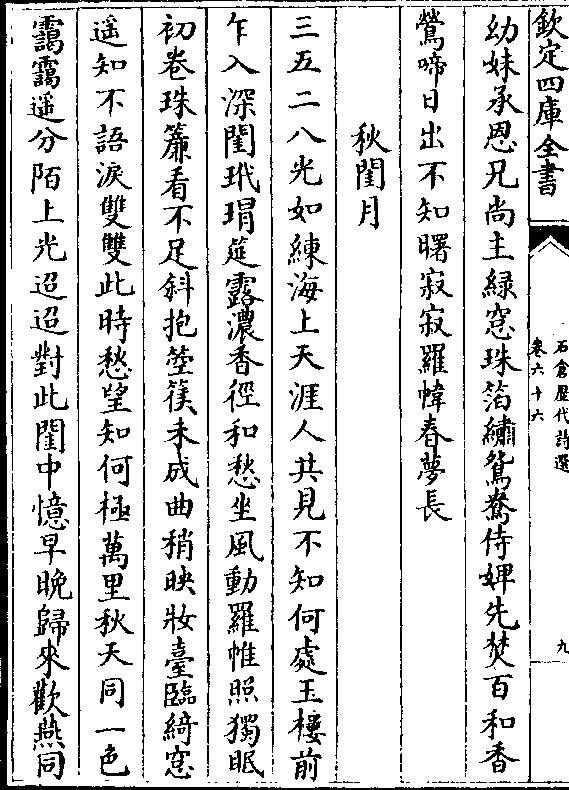 欽定四庫全書
石倉歷代詩選
卷六十六
九
幼妹承恩兄尚主綠窓珠箔繡鴛鴦侍婢先焚百和香
鶯啼日出不知曙寂寂羅幃春夢長
秋閨月
三五二八光如練海上天涯人共見不知何處玉樓前
乍入深閨玳瑁筵露濃香徑和愁坐風動羅帷照獨眠
初卷珠簾看不足斜抱箜篌未成曲稍映妝臺臨綺窓
遥知不語淚雙雙此時愁望知何極萬里秋天同一色
靄靄遥分陌上光迢迢對此閨中憶早晚歸來歡燕同